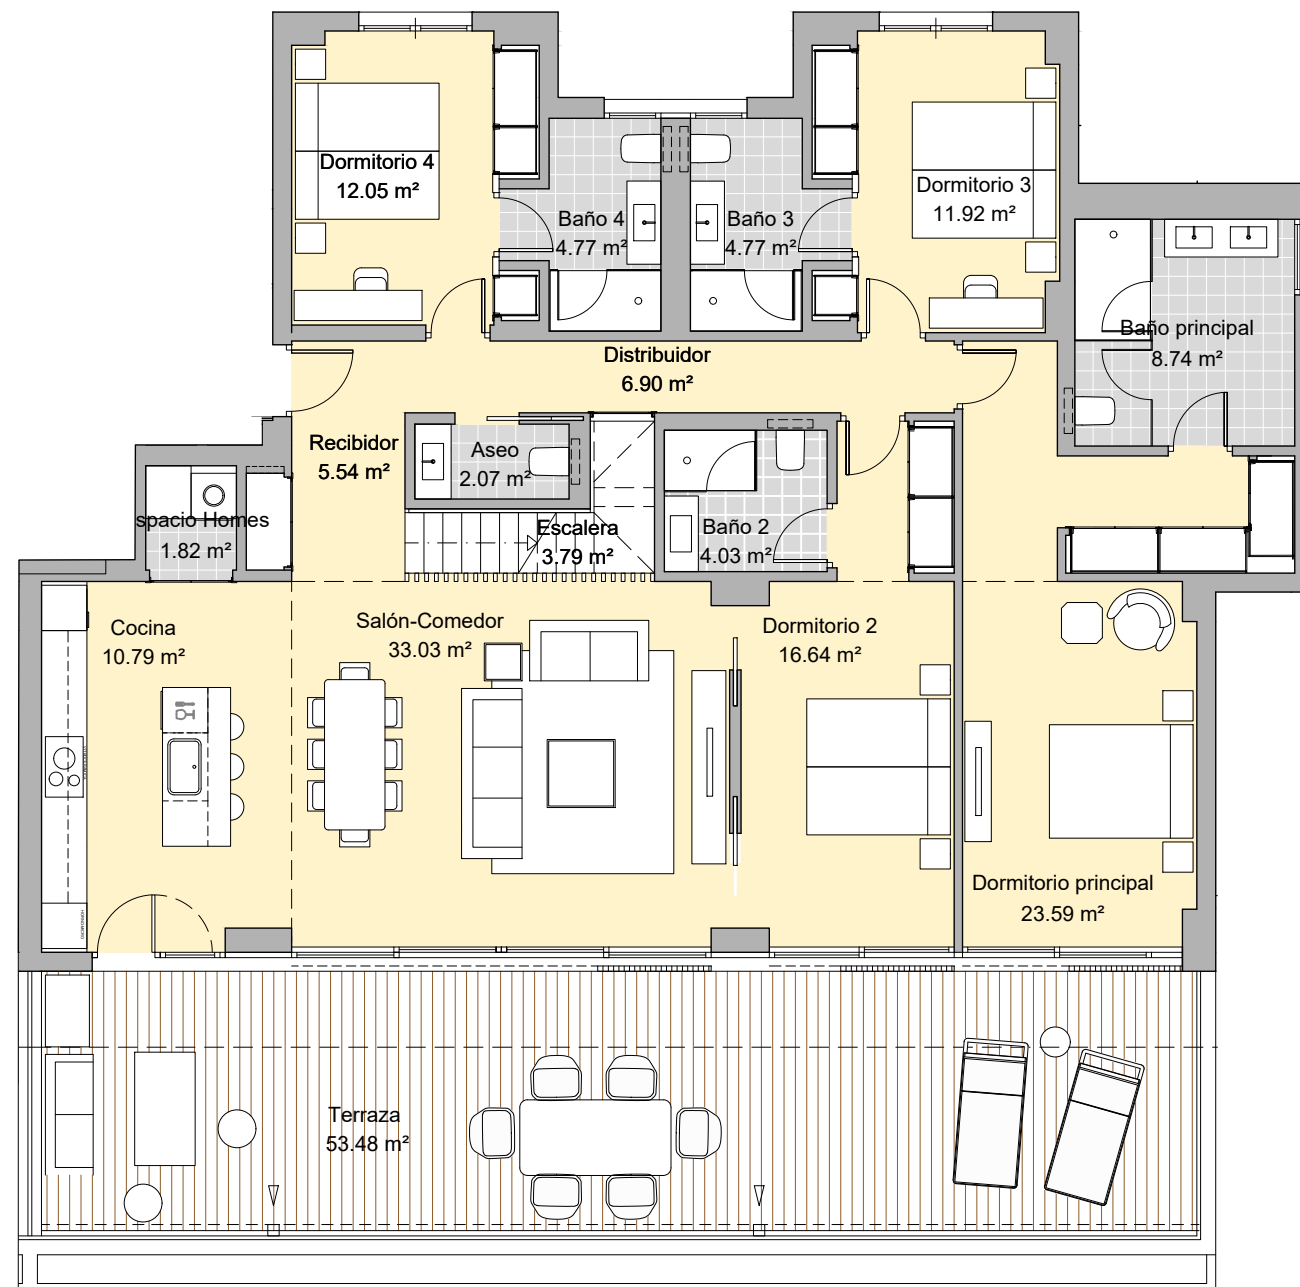 Dormitorio 4
12.05 m²
Dormitorio 3
11.92 m²
Baño 4
4.77 m²
Baño 3
4.77 m²
Baño principal
8.74 m²
Distribuidor
6.90 m²
Recibidor
5.54 m²
Aseo
2.07 m²
spacio Homes
1.82 m²
Escalera
3.79 m²
Baño 2
4.03 m²
Cocina
10.79 m²
Salón-Comedor
33.03 m²
Dormitorio 2
16.64 m²
Dormitorio principal
23.59 m²
Terraza
53.48 m²